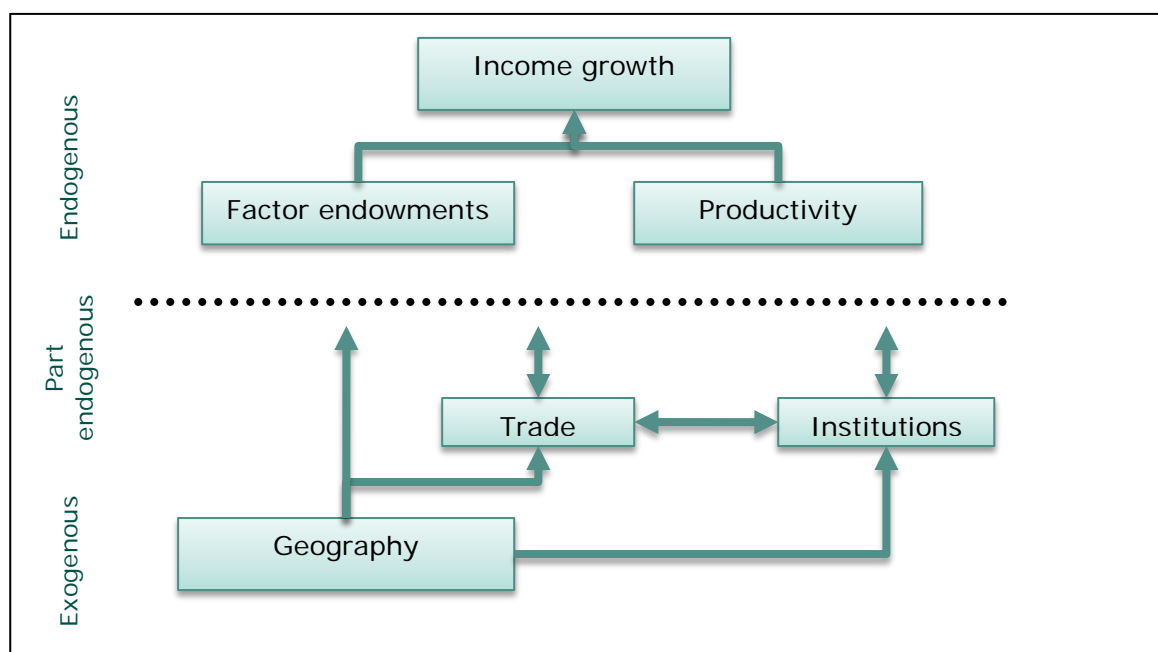 Endogenous
Income growth
Factor endowments
Productivity
Part
endogenous
Trade
Institutions
Exogenous
Geography